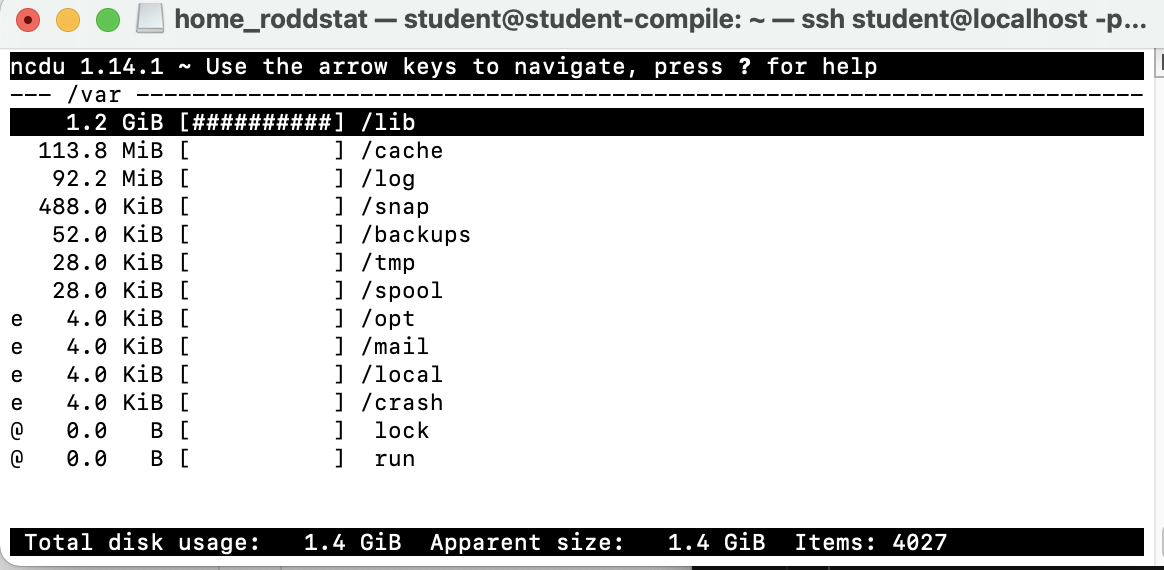 home_roddstat — student@student-compile: ~ — ssh student@localhost -p...
ncdu 1.14.1 ~ Use the arrow keys to navigate, press ? for help
--- /var ------------------------------------------------------------------------
    1.2 GiB [##########] /lib
  113.8 MiB [          ] /cache
   92.2 MiB [          ] /log
  488.0 KiB [          ] /snap
   52.0 KiB [          ] /backups
   28.0 KiB [          ] /tmp
   28.0 KiB [          ] /spool
e   4.0 KiB [          ] /opt
e   4.0 KiB [          ] /mail
e   4.0 KiB [          ] /local
e   4.0 KiB [          ] /crash
@   0.0   B [          ]  lock
@   0.0   B [          ]  run
 Total disk usage:   1.4 GiB  Apparent size:   1.4 GiB  Items: 4027